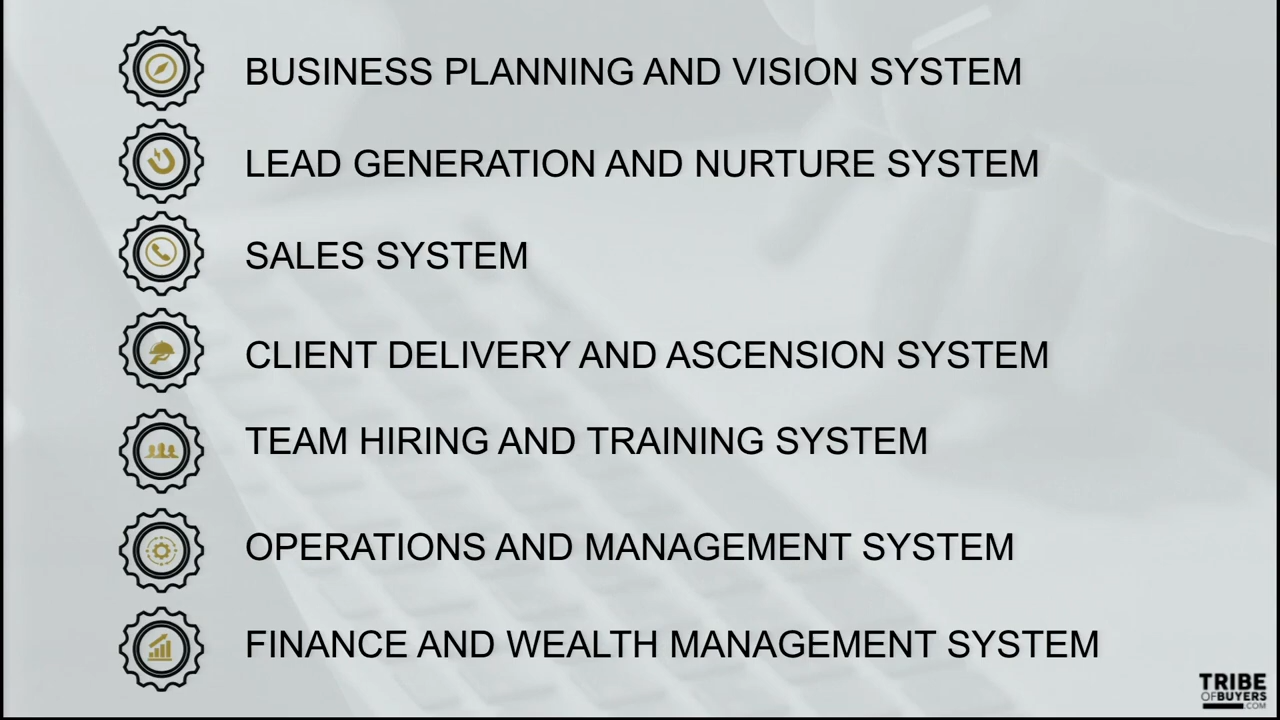 BUSINESS PLANNING AND VISION SYSTEM
LEAD GENERATION AND NURTURE SYSTEM
SALES SYSTEM
CLIENT DELIVERY AND ASCENSION SYSTEM
TEAM HIRING AND TRAINING SYSTEM
OPERATIONS AND MANAGEMENT SYSTEM
FINANCE AND WEALTH MANAGEMENT SYSTEM
TRIBE
OFBUYERS
.COM